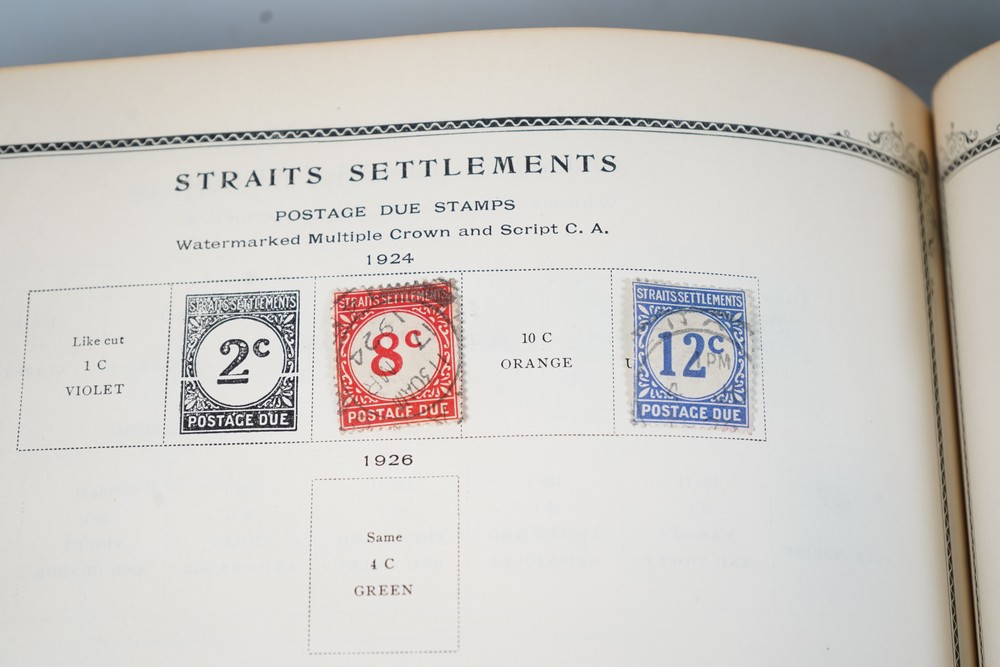 STRAITS SETTLEMENTS
POSTAGE DUE STAMPS
Watermarked Multiple Crown and Script C. A.
1924
Like cut
1 C
VIOLET
STRAITS SETTLEMENTS
2c
POSTAGE DUE
STRAITS SETTLEMENTS
8c
POSTAGE DUE
10 C
ORANGE
STRAITS SETTLEMENTS
12c
PM
POSTAGE DUE
1926
Same
4 C
GREEN